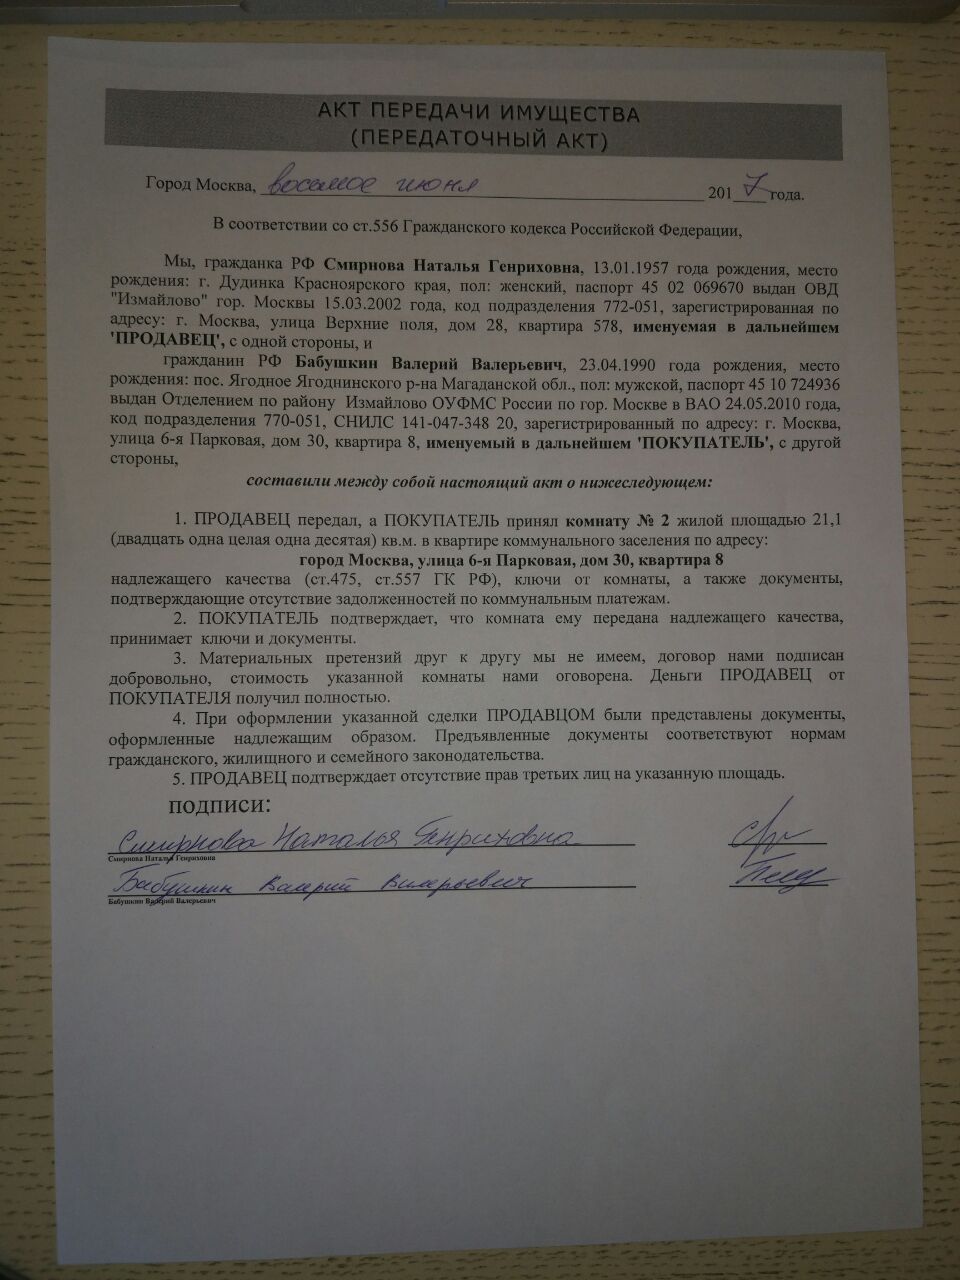 АКТ ПЕРЕДАЧИ ИМУЩЕСТВА
(ПЕРЕДАТОЧНЫЙ АКТ)
Город Москва, восьмое июня 2017 года.
В соответствии со ст.556 Гражданского кодекса Российской Федерации,
Мы, гражданка РФ Смирнова Наталья Генриховна, 13.01.1957 года рождения, место
рождения: г. Дудинка Красноярского края, пол: женский, паспорт 45 02 069670 выдан ОВД
"Измайлово" гор. Москвы 15.03.2002 года, код подразделения 772-051, зарегистрированная по
адресу: г. Москва, улица Верхние поля, дом 28, квартира 578, именуемая в дальнейшем
'ПРОДАВЕЦ', с одной стороны, и
гражданин РФ Бабушкин Валерий Валерьевич, 23.04.1990 года рождения, место
рождения: пос. Ягодное Ягоднинского р-на Магаданской обл., пол: мужской, паспорт 45 10 724936
выдан Отделением по району Измайлово ОУФМС России по гор. Москве в ВАО 24.05.2010 года,
код подразделения 770-051, СНИЛС 141-047-348 20, зарегистрированный по адресу: г. Москва,
улица 6-я Парковая, дом 30, квартира 8, именуемый в дальнейшем 'ПОКУПАТЕЛЬ', с другой
стороны,
составили между собой настоящий акт о нижеследующем:
1. ПРОДАВЕЦ передал, а ПОКУПАТЕЛЬ принял комнату № 2 жилой площадью 21,1
(двадцать одна целая одна десятая) кв.м. в квартире коммунального заселения по адресу:
город Москва, улица 6-я Парковая, дом 30, квартира 8
надлежащего качества (ст.475, ст.557 ГК РФ), ключи от комнаты, а также документы,
подтверждающие отсутствие задолженностей по коммунальным платежам.
2. ПОКУПАТЕЛЬ подтверждает, что комната ему передана надлежащего качества,
принимает ключи и документы.
3. Материальных претензий друг к другу мы не имеем, договор нами подписан
добровольно, стоимость указанной комнаты нами оговорена. Деньги ПРОДАВЕЦ от
ПОКУПАТЕЛЯ получил полностью.
4. При оформлении указанной сделки ПРОДАВЦОМ были представлены документы,
оформленные надлежащим образом. Предъявленные документы соответствуют нормам
гражданского, жилищного и семейного законодательства.
5. ПРОДАВЕЦ подтверждает отсутствие прав третьих лиц на указанную площадь.
ПОДПИСИ:
Смирнова Наталья Генриховна
Смирнова Наталья Генриховна
Бабушкин Валерий Валерьевич
Бабушкин Валерий Валерьевич